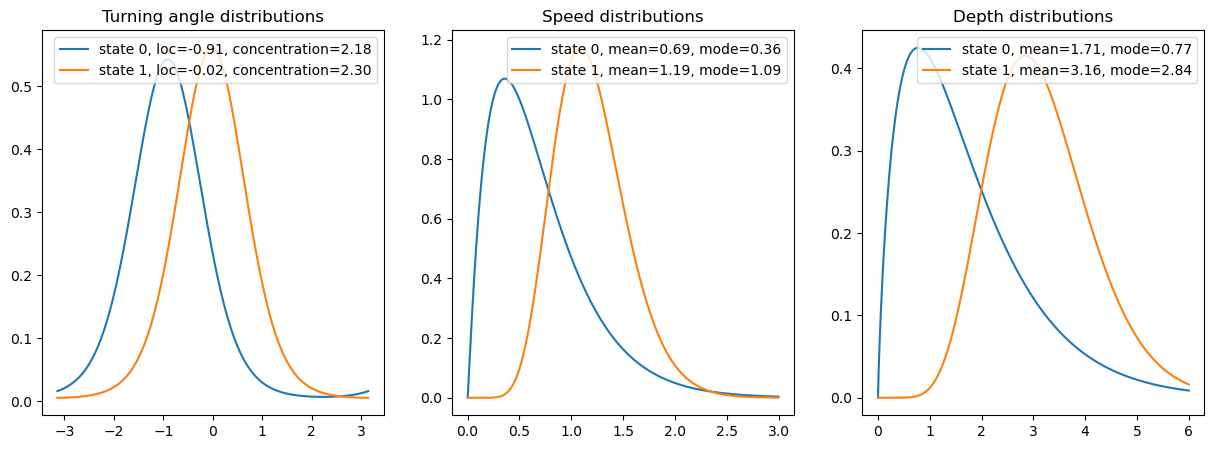 Turning angle distributions
state 0, loc=-0.91, concentration=2.18
state 1, loc=-0.02, concentration=2.30
0.5
0.4
0.3
0.2
0.1
0.0
−3 −2 −1 0 1 2 3
Speed distributions
state 0, mean=0.69, mode=0.36
state 1, mean=1.19, mode=1.09
1.2
1.0
0.8
0.6
0.4
0.2
0.0
0.0 0.5 1.0 1.5 2.0 2.5 3.0
Depth distributions
state 0, mean=1.71, mode=0.77
state 1, mean=3.16, mode=2.84
0.4
0.3
0.2
0.1
0.0
0 1 2 3 4 5 6